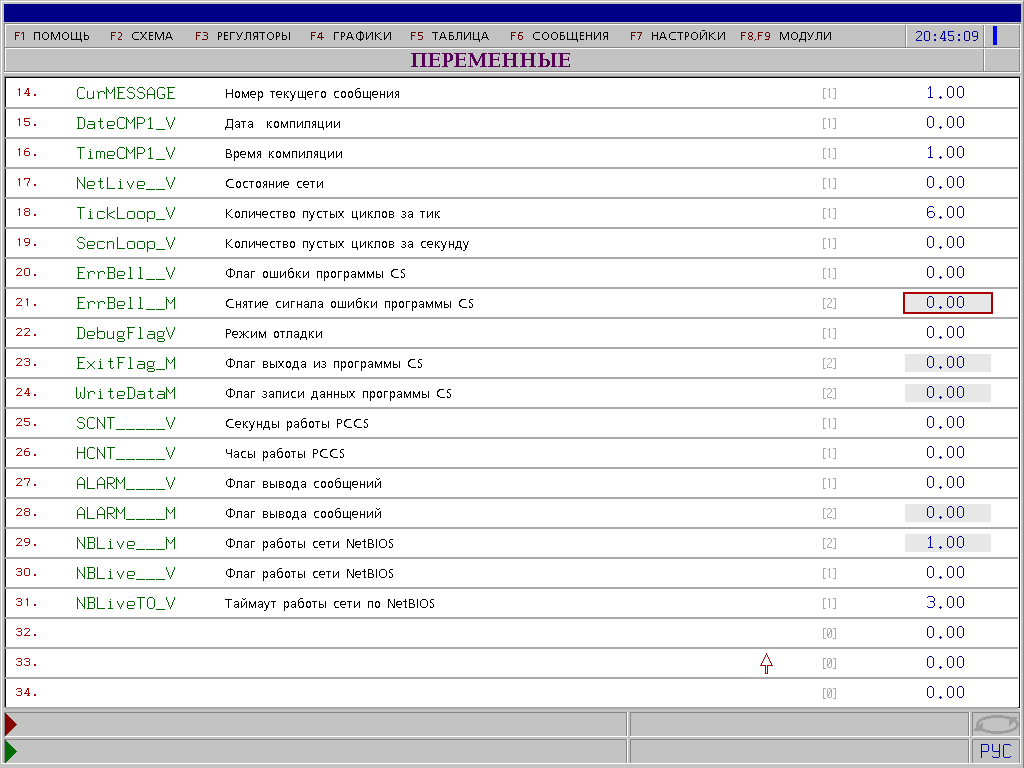 F1 ПОМОЩЬ F2 СХЕМА F3 РЕГУЛЯТОРЫ F4 ГРАФИКИ F5 ТАБЛИЦА F6 СООБЩЕНИЯ F7 НАСТРОЙКИ F8,F9 МОДУЛИ 20:45:09
ПЕРЕМЕННЫЕ
14. CurMESSAGE Номер текущего сообщения [1] 1.00
15. DateCMP1_V Дата компиляции [1] 0.00
16. TimeCMP1_V Время компиляции [1] 1.00
17. NetLive__V Состояние сети [1] 0.00
18. TickLoop_V Количество пустых циклов за тик [1] 6.00
19. SecnLoop_V Количество пустых циклов за секунду [1] 0.00
20. ErrBell__V Флаг ошибки программы CS [1] 0.00
21. ErrBell__M Снятие сигнала ошибки программы CS [2] 0.00
22. DebugFlagV Режим отладки [1] 0.00
23. ExitFlag_M Флаг выхода из программы CS [2] 0.00
24. WriteDataM Флаг записи данных программы CS [2] 0.00
25. SCNT_____V Секунды работы PCCS [1] 0.00
26. HCNT_____V Часы работы PCCS [1] 0.00
27. ALARM____V Флаг вывода сообщений [1] 0.00
28. ALARM____M Флаг вывода сообщений [2] 0.00
29. NBLive___M Флаг работы сети NetBIOS [2] 1.00
30. NBLive___V Флаг работы сети NetBIOS [1] 0.00
31. NBLiveTO_V Таймаут работы сети по NetBIOS [1] 3.00
32. [0] 0.00
33. [0] 0.00
34. [0] 0.00
РУС